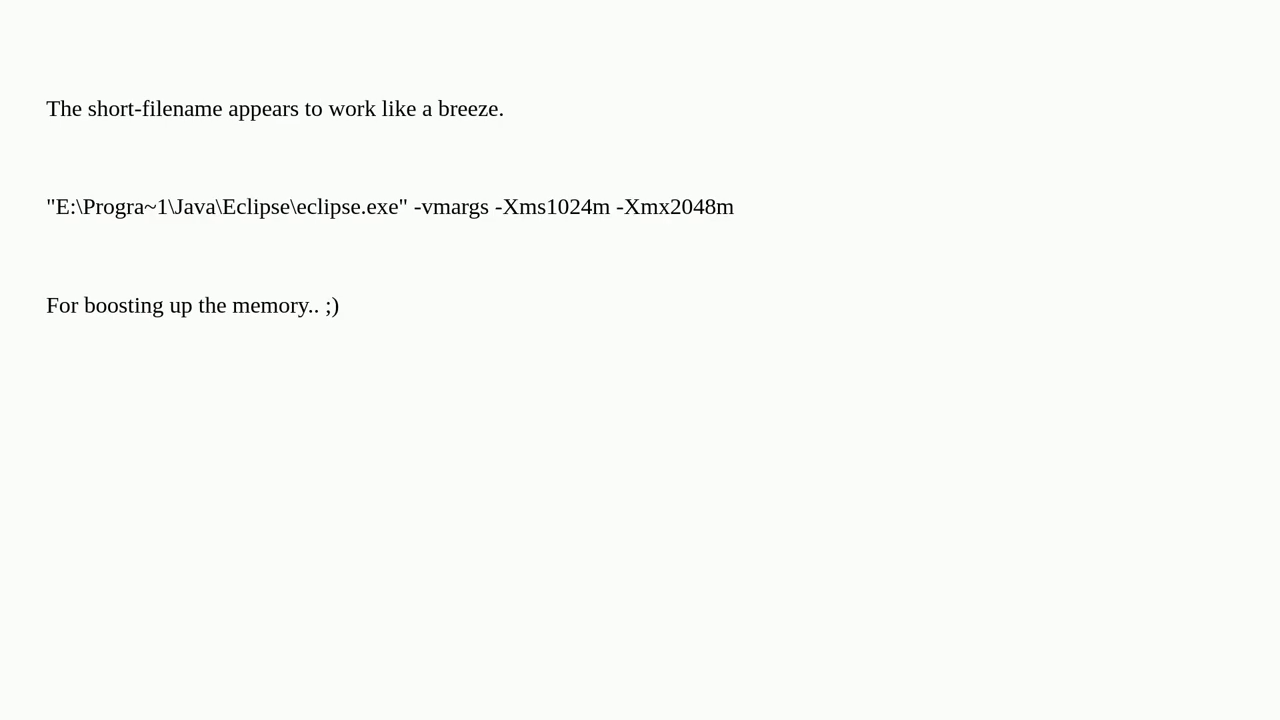 The short-filename appears to work like a breeze.
"E:\Progra~1\Java\Eclipse\eclipse.exe" -vmargs -Xms1024m -Xmx2048m
For boosting up the memory.. ;)